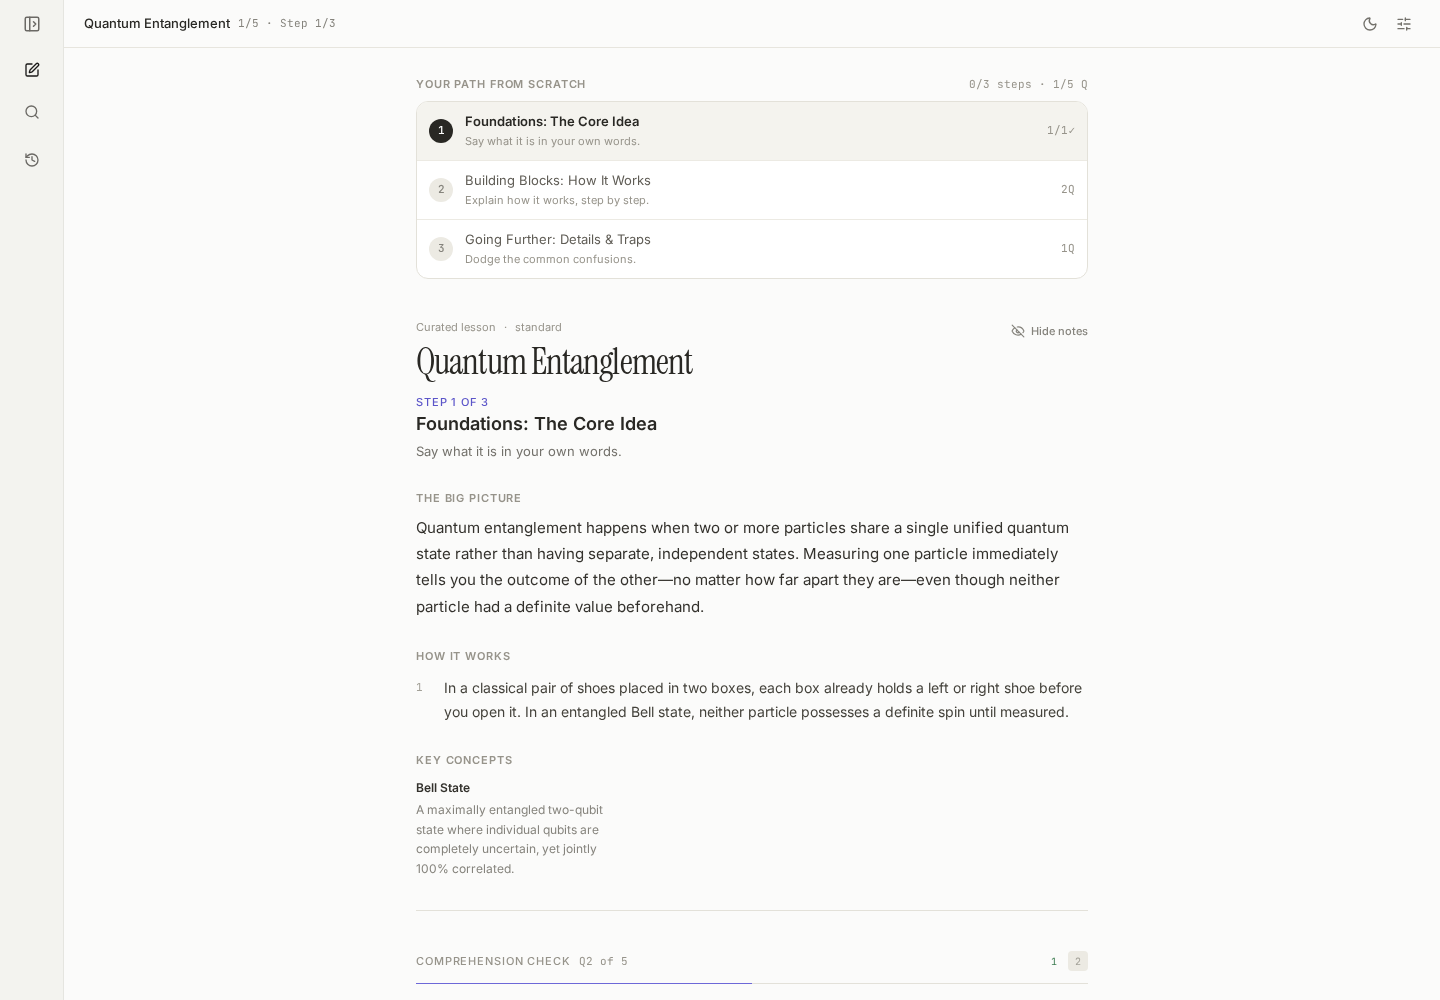 Quantum Entanglement 1/5 · Step 1/3
YOUR PATH FROM SCRATCH 0/3 steps · 1/5 Q
1 Foundations: The Core Idea 1/1✓
Say what it is in your own words.
2 Building Blocks: How It Works 2Q
Explain how it works, step by step.
3 Going Further: Details & Traps 1Q
Dodge the common confusions.
Curated lesson · standard
Hide notes
Quantum Entanglement
STEP 1 OF 3
Foundations: The Core Idea
Say what it is in your own words.
THE BIG PICTURE
Quantum entanglement happens when two or more particles share a single unified quantum
state rather than having separate, independent states. Measuring one particle immediately
tells you the outcome of the other—no matter how far apart they are—even though neither
particle had a definite value beforehand.
HOW IT WORKS
1 In a classical pair of shoes placed in two boxes, each box already holds a left or right shoe before
you open it. In an entangled Bell state, neither particle possesses a definite spin until measured.
KEY CONCEPTS
Bell State
A maximally entangled two-qubit
state where individual qubits are
completely uncertain, yet jointly
100% correlated.
COMPREHENSION CHECK Q2 of 5 1 2